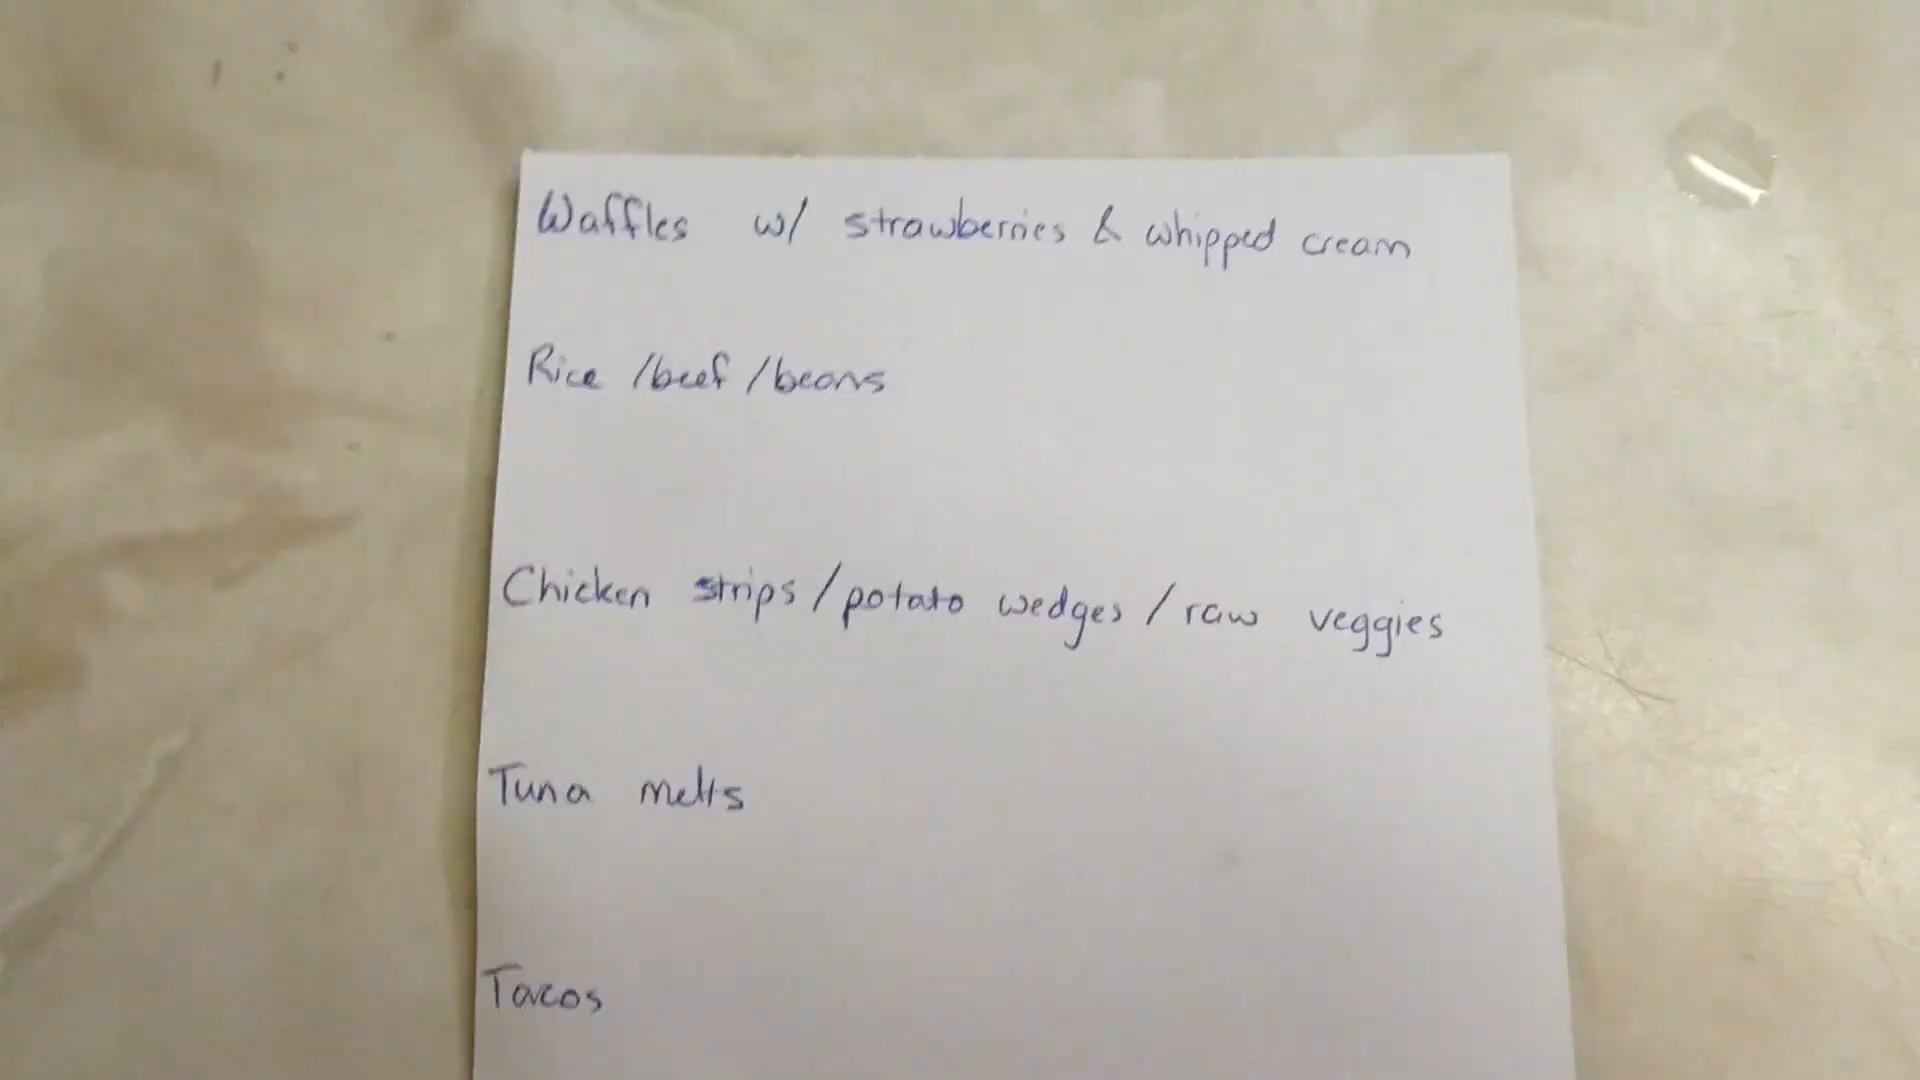 Waffles w/ strawberries & whipped cream
Rice /beef /beans
Chicken strips / potato wedges / raw veggies
Tuna melts
Tacos